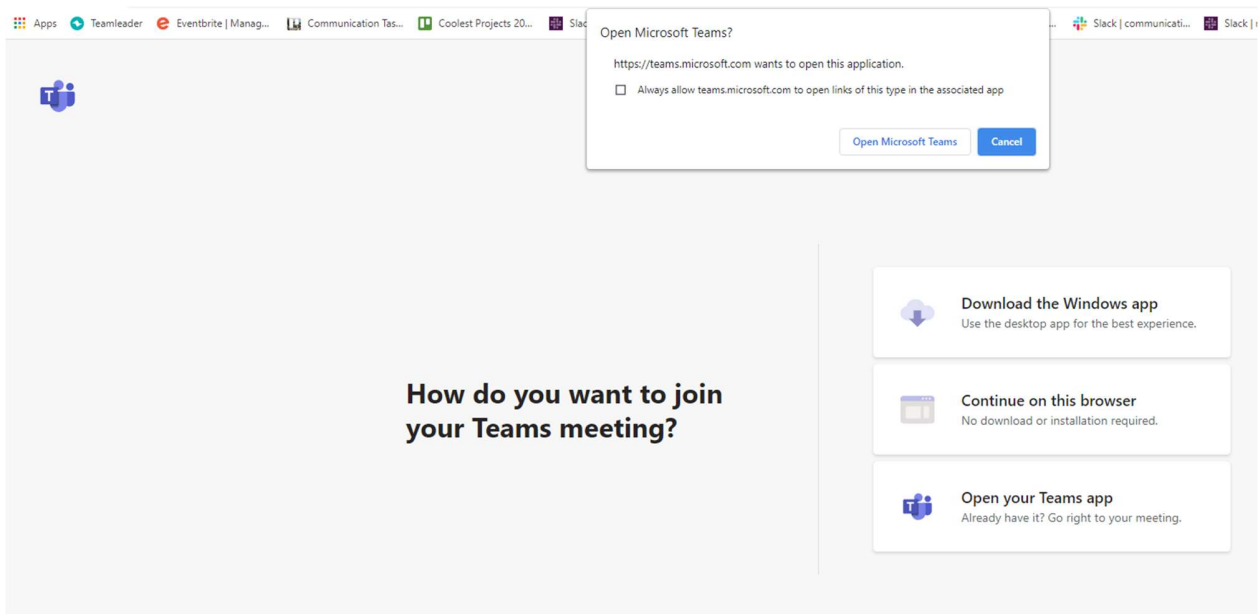 Apps Teamleader Eventbrite | Manag... Communication Tas... Coolest Projects 20... Slac ... Slack | communicati... Slack |
Open Microsoft Teams?
https://teams.microsoft.com wants to open this application.
Always allow teams.microsoft.com to open links of this type in the associated app
Open Microsoft Teams Cancel
How do you want to join
your Teams meeting?
Download the Windows app
Use the desktop app for the best experience.
Continue on this browser
No download or installation required.
Open your Teams app
Already have it? Go right to your meeting.